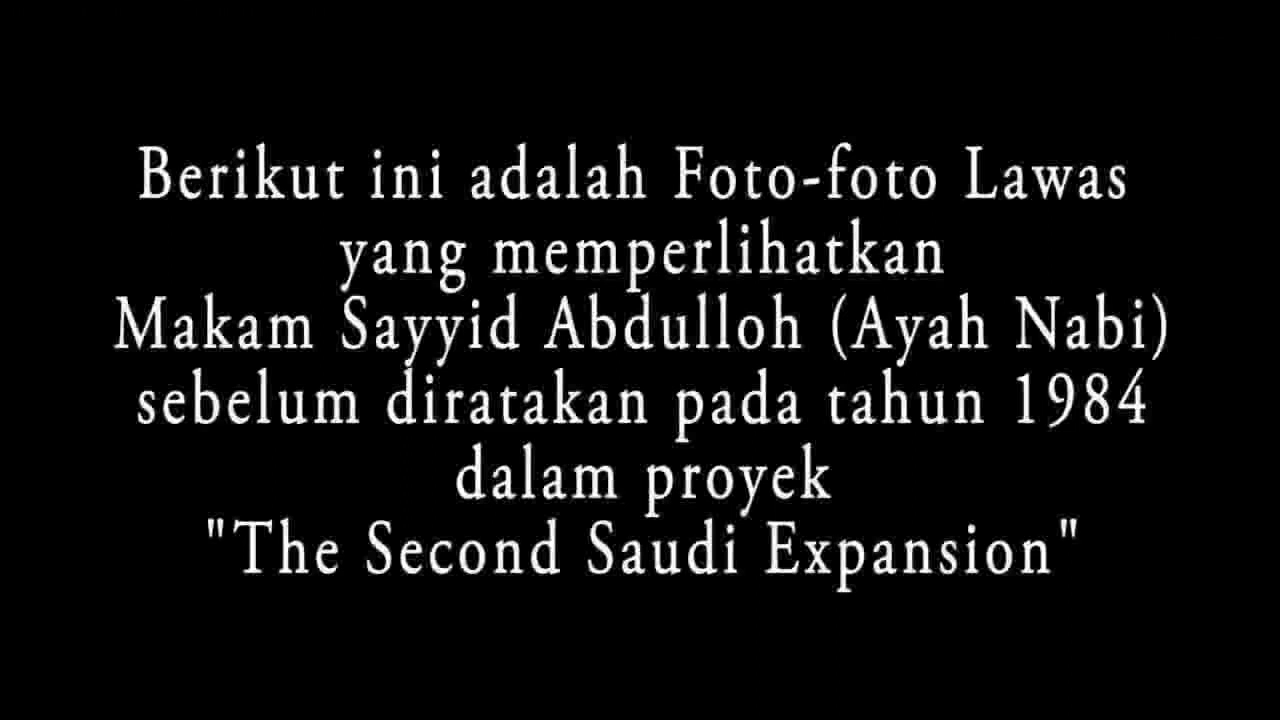 Berikut ini adalah Foto-foto Lawas
yang memperlihatkan
Makam Sayyid Abdulloh (Ayah Nabi)
sebelum diratakan pada tahun 1984
dalam proyek
"The Second Saudi Expansion"